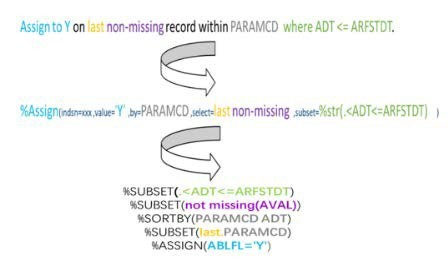 Assign to Y on last non-missing record within PARAMCD where ADT <= ARFSTDT.
%Assign(indsn=xxx,value='Y' ,by=PARAMCD,select=last non-missing ,subset=%str(.<ADT<=ARFSTDT) )
%SUBSET(.<ADT<=ARFSTDT)
%SUBSET(not missing(AVAL))
%SORTBY(PARAMCD ADT)
%SUBSET(last.PARAMCD)
%ASSIGN(ABLFL='Y')